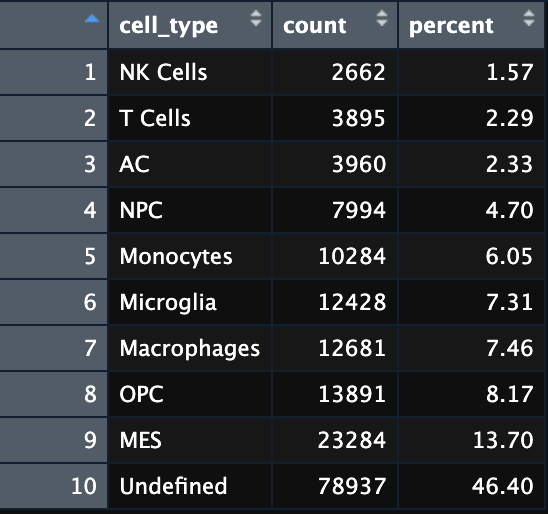 cell_type count percent
1 NK Cells 2662 1.57
2 T Cells 3895 2.29
3 AC 3960 2.33
4 NPC 7994 4.70
5 Monocytes 10284 6.05
6 Microglia 12428 7.31
7 Macrophages 12681 7.46
8 OPC 13891 8.17
9 MES 23284 13.70
10 Undefined 78937 46.40